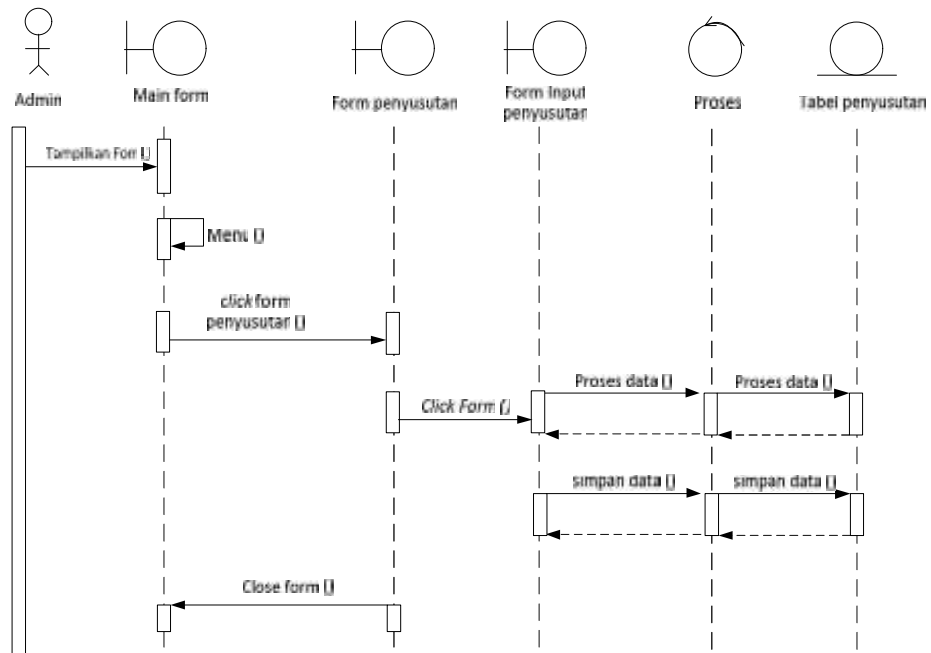 Admin
Main form
Form penyusutan
Form Input
penyusutan
Proses
Tabel penyusutan
Tampilkan Form ()
Menu ()
click form
penyusutan ()
Click Form ()
Proses data ()
Proses data ()
simpan data ()
simpan data ()
Close form ()